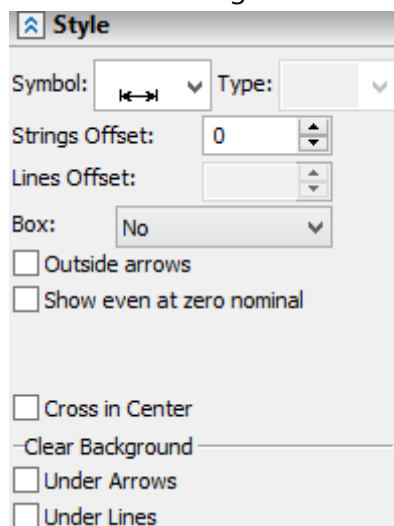 Style
Symbol: Type:
Strings Offset: 0
Lines Offset:
Box: No
Outside arrows
Show even at zero nominal
Cross in Center
Clear Background
Under Arrows
Under Lines